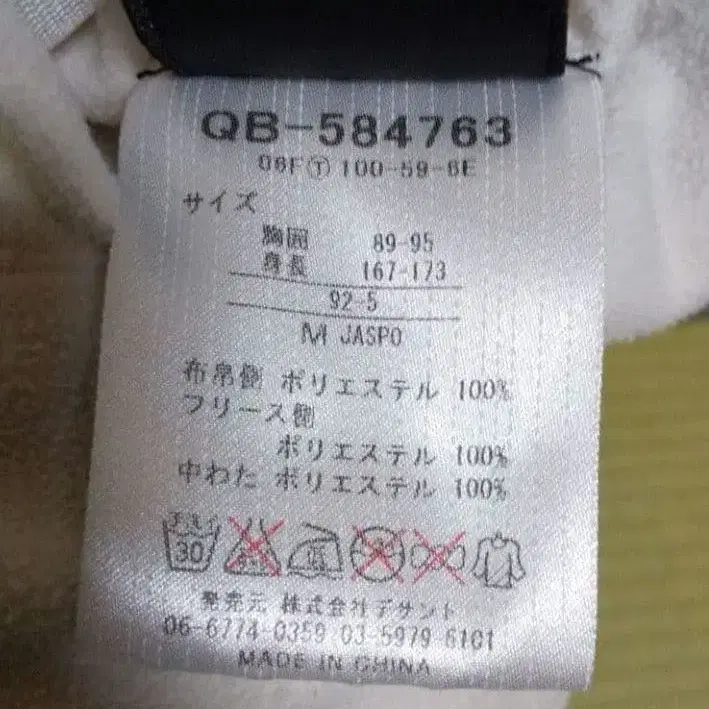 QB-584763
06F Ⓣ 100-59-6E
サイズ
胸囲 89-95
身長 167-173
92-5
M JASPO
布帛側 ポリエステル 100%
フリース側
ポリエステル 100%
中わた ポリエステル 100%
30
発売元 株式会社デサント
06-6774-0359 03-5979-6101
MADE IN CHINA